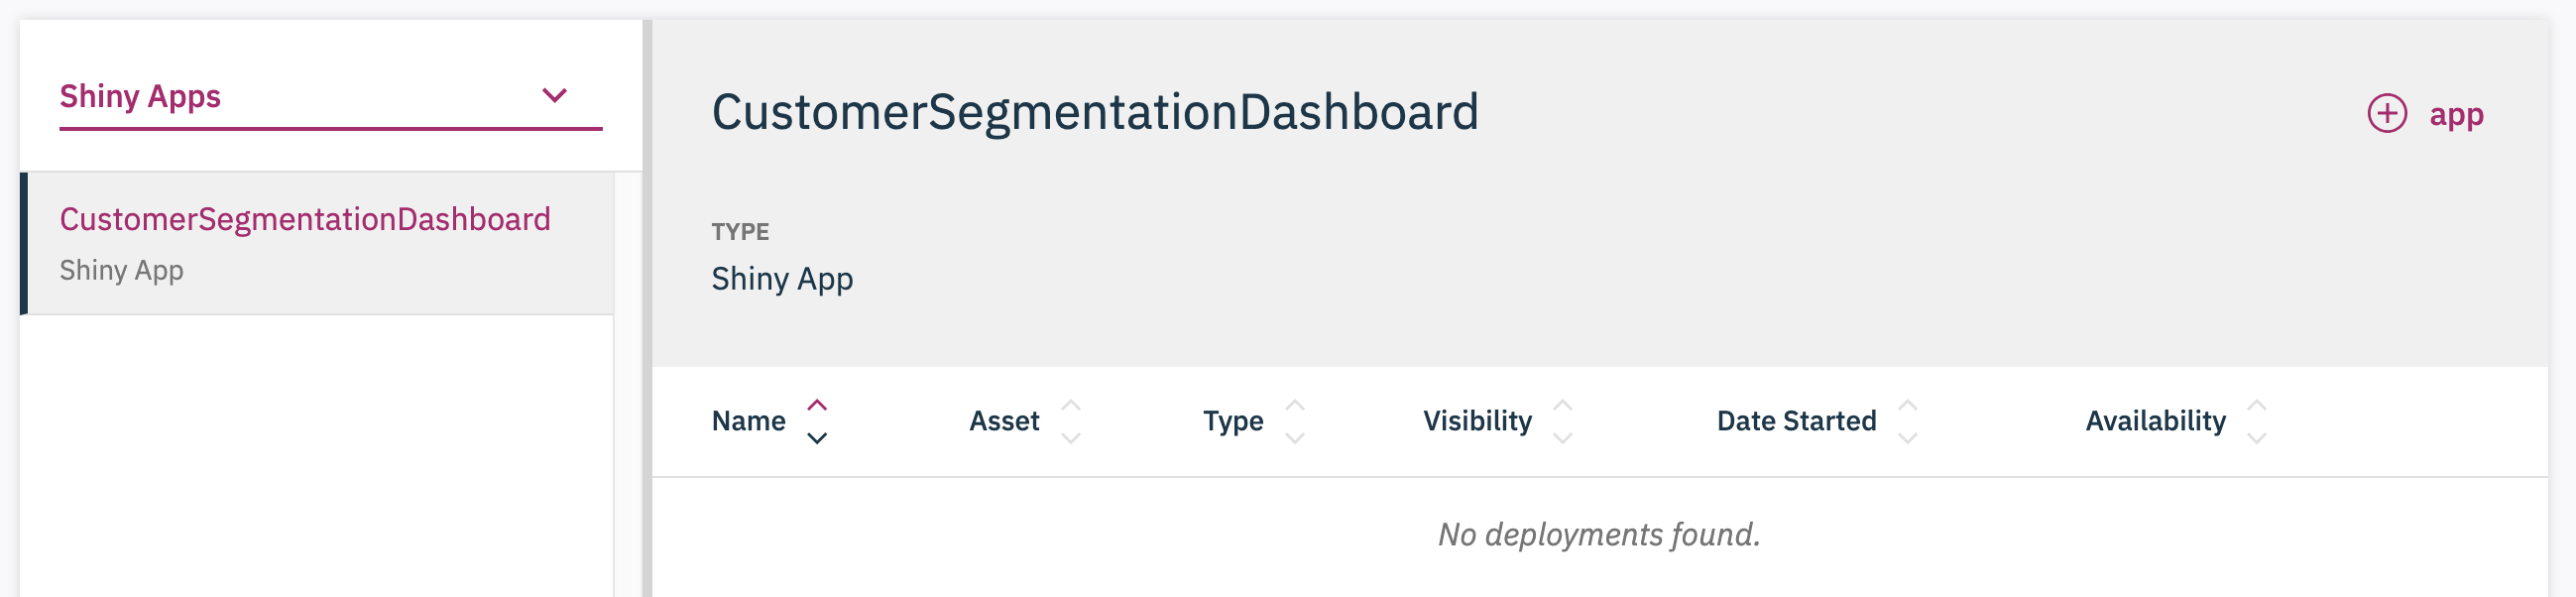 Shiny Apps
CustomerSegmentationDashboard
Shiny App
CustomerSegmentationDashboard
app
TYPE
Shiny App
Name Asset Type Visibility Date Started Availability
No deployments found.